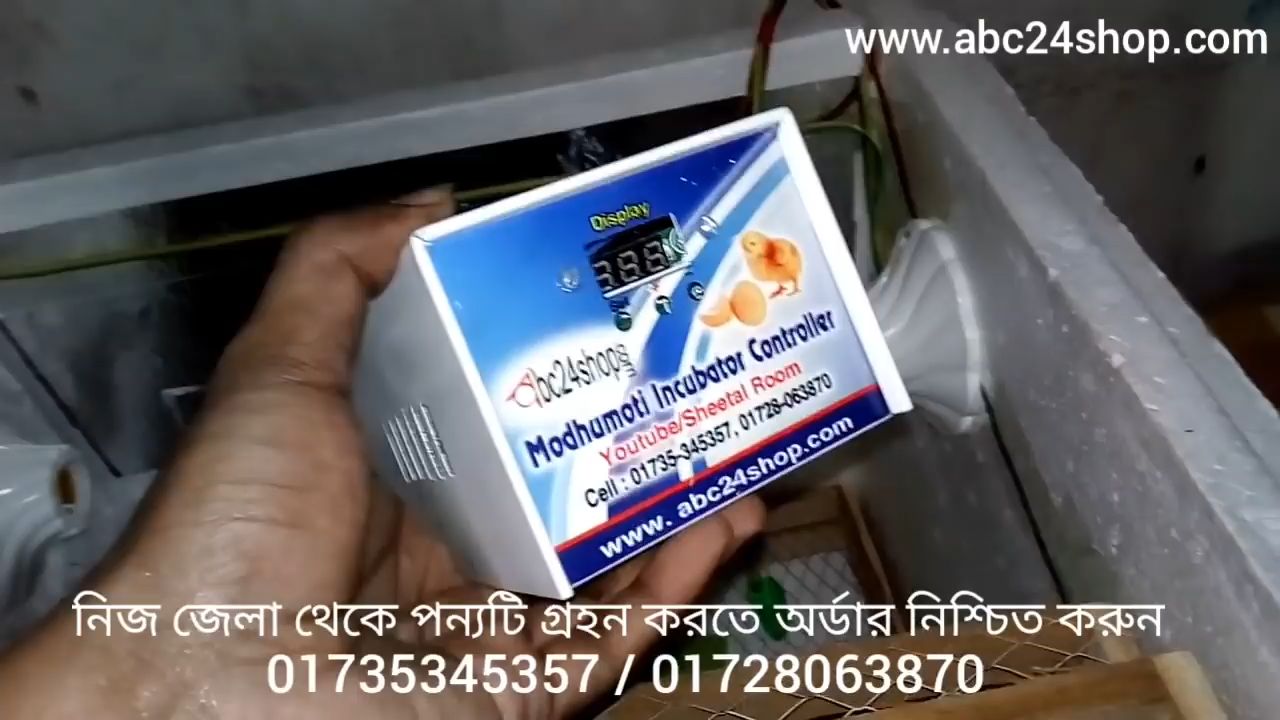 www.abc24shop.com
Display
abc24shop.com
Modhumoti Incubator Controller
Youtube/Sheetal Room
Cell : 01735-345357, 01728-063870
www. abc24shop.com
নিজ জেলা থেকে পন্যটি গ্রহন করতে অর্ডার নিশ্চিত করুন
01735345357 / 01728063870